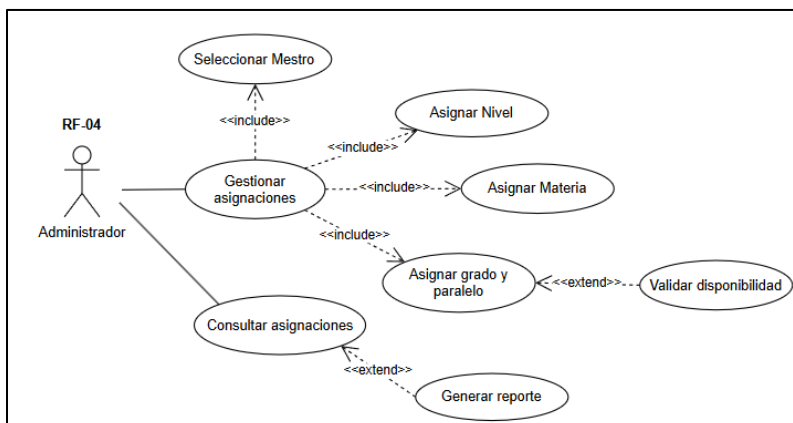 Seleccionar Mestro
<<include>>
Asignar Nivel
RF-04
<<include>>
Gestionar
asignaciones
<<include>>
Asignar Materia
Administrador
<<include>>
Asignar grado y
paralelo
<<extend>>
Validar disponibilidad
Consultar asignaciones
<<extend>>
Generar reporte